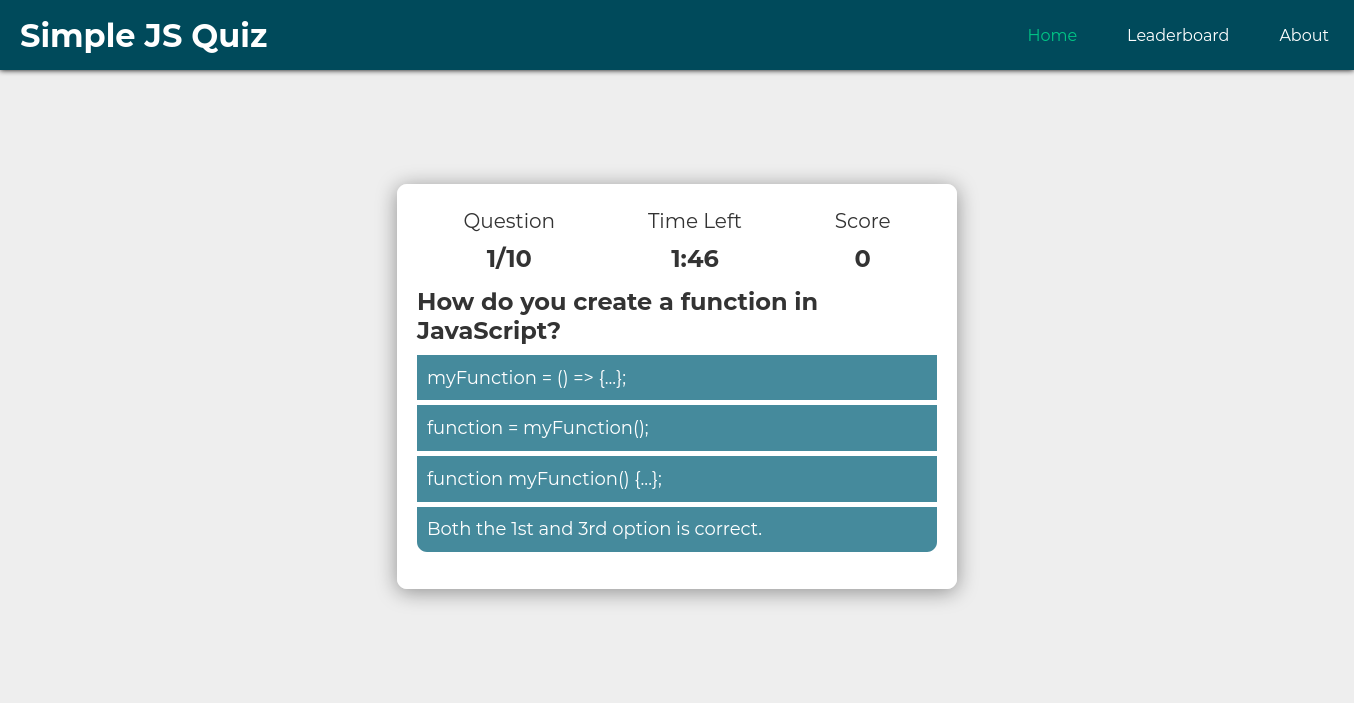 Simple JS Quiz
Home
Leaderboard
About
Question
Time Left
Score
1/10
1:46
0
How do you create a function in
JavaScript?
myFunction = () => {...};
function = myFunction();
function myFunction() {...};
Both the 1st and 3rd option is correct.